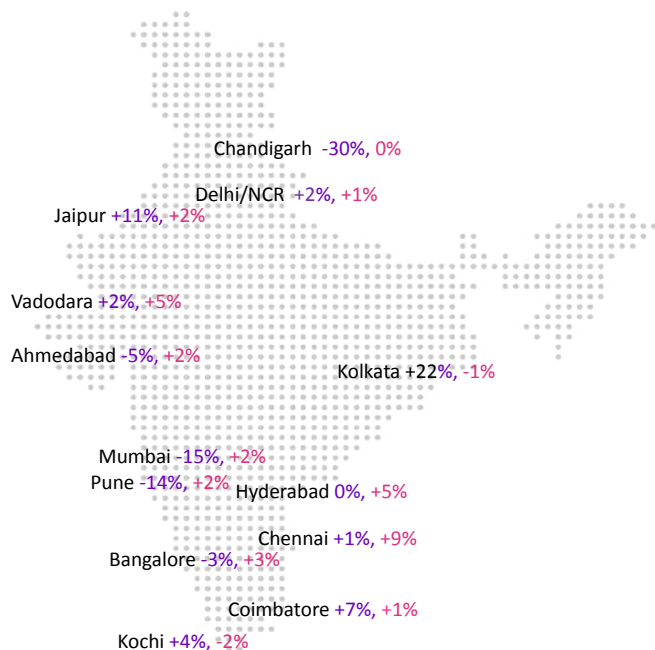 Chandigarh -30%, 0%
Delhi/NCR +2%, +1%
Jaipur +11%, +2%
Vadodara +2%, +5%
Ahmedabad -5%, +2%
Kolkata +22%, -1%
Mumbai -15%, +2%
Pune -14%, +2%
Hyderabad 0%, +5%
Chennai +1%, +9%
Bangalore -3%, +3%
Coimbatore +7%, +1%
Kochi +4%, -2%